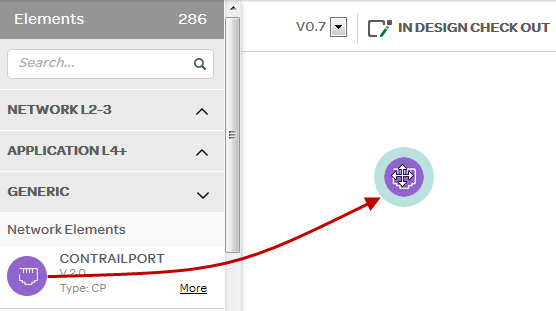 Elements 286
Search...
NETWORK L2-3
APPLICATION L4+
GENERIC
Network Elements
CONTRAILPORT
V.2.0
Type: CP More
V0.7 IN DESIGN CHECK OUT